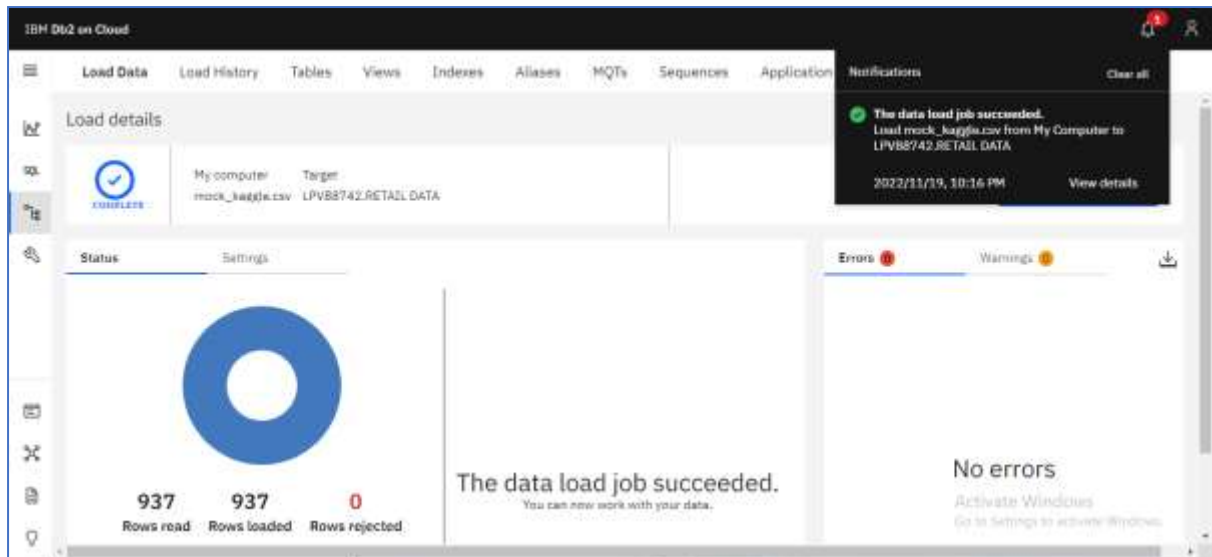 IBM Db2 on Cloud
1
Load Data Load History Tables Views Indexes Aliases MQTs Sequences Application
Notifications Clear all
The data load job succeeded.
Load mock_kaggle.csv from My Computer to
LPV88742.RETAIL DATA
2022/11/19, 10:16 PM View details
Load details
COMPLETE
My computer Target
mock_kaggle.csv LPV88742.RETAIL DATA
SQL
Status Settings
Errors 0 Warnings 0
937 937 0
Rows read Rows loaded Rows rejected
The data load job succeeded.
You can now work with your data.
No errors
Activate Windows
Go to Settings to activate Windows.